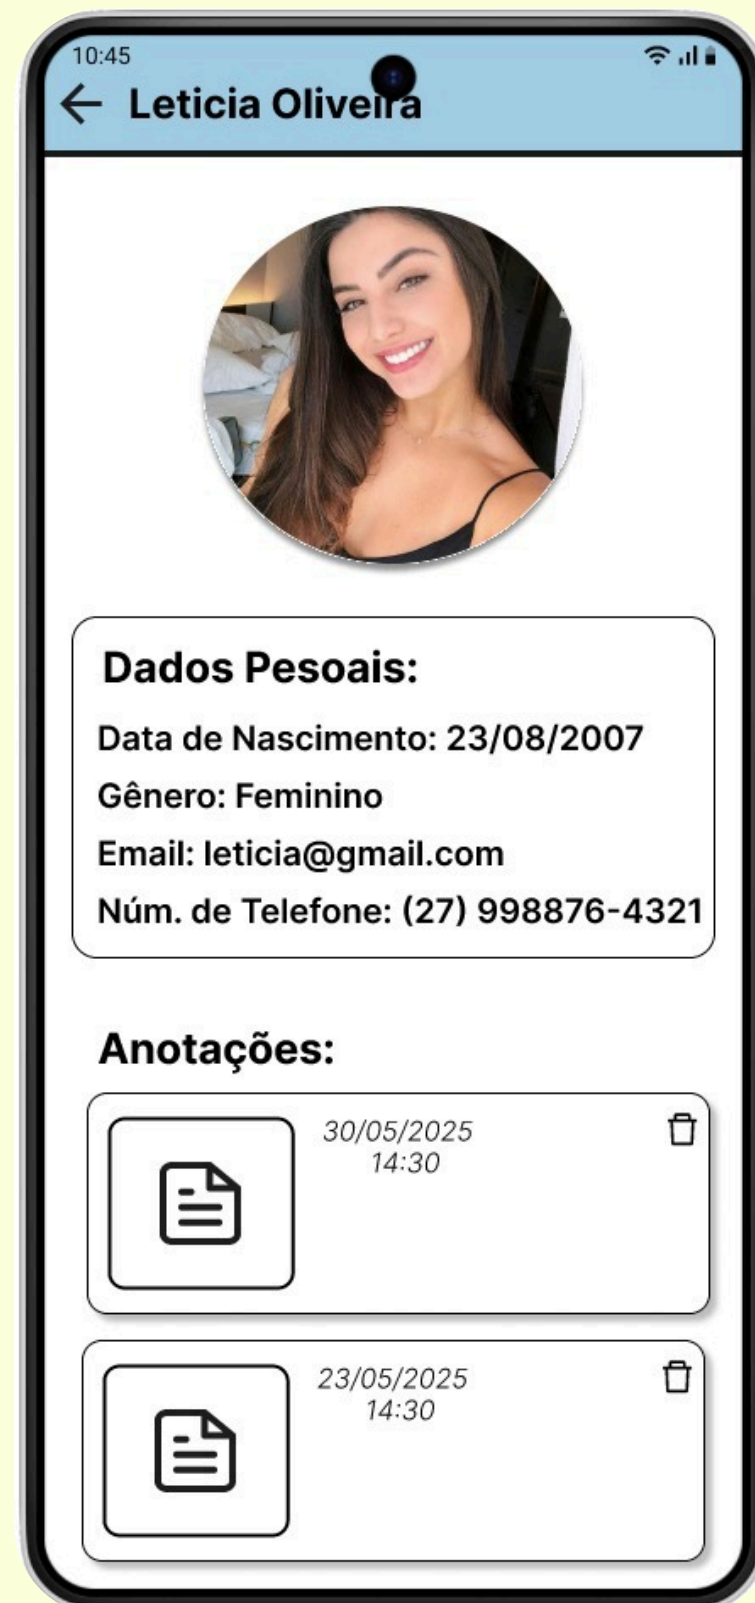 10:45
Leticia Oliveira
Dados Pesoais:
Data de Nascimento: 23/08/2007
Gênero: Feminino
Email: leticia@gmail.com
Núm. de Telefone: (27) 998876-4321
Anotações:
30/05/2025
14:30
23/05/2025
14:30